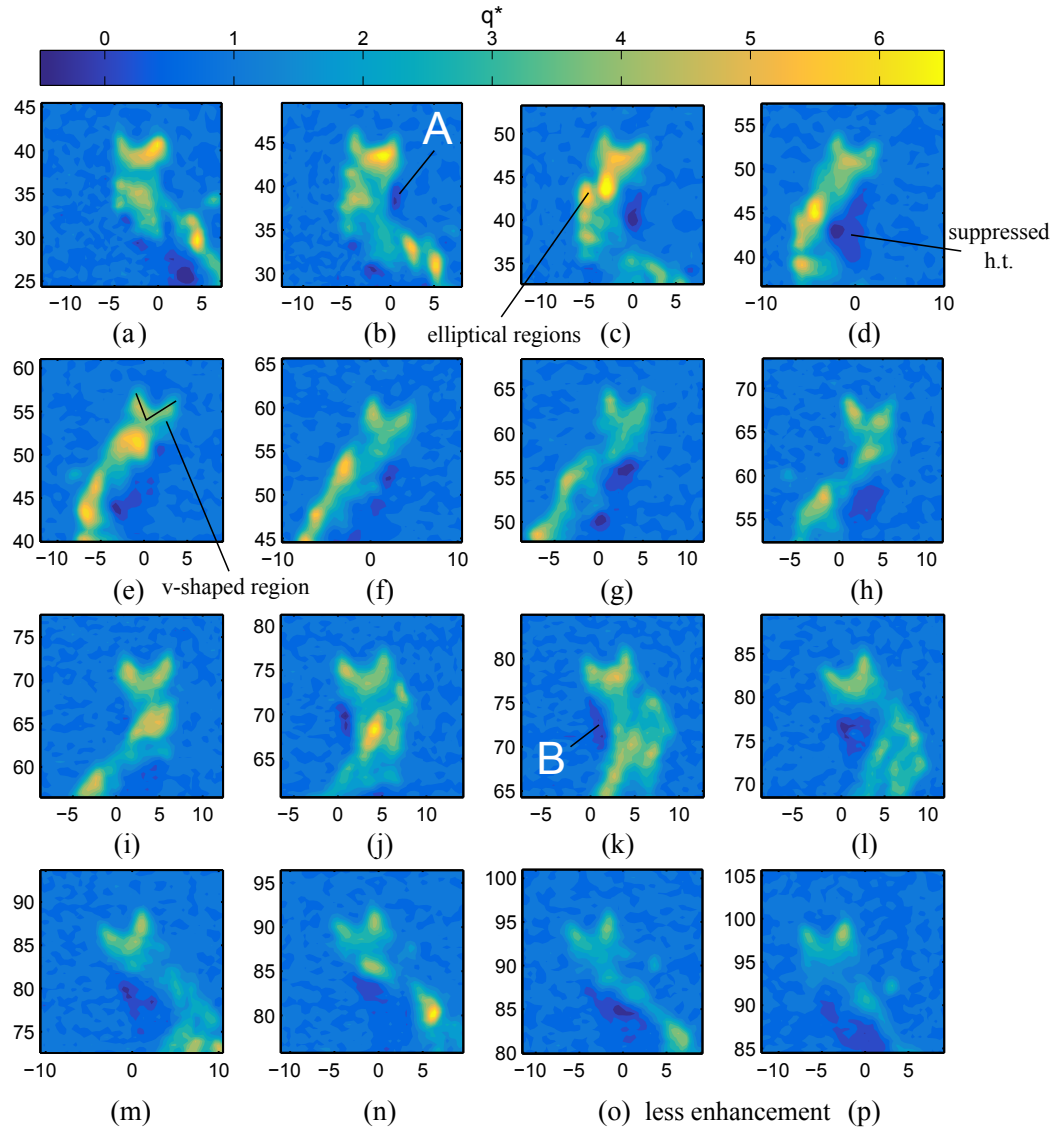 q*
0 1 2 3 4 5 6
45
40
35
30
25
−10 −5 0 5
(a)
45
40
35
30
−10 −5 0 5
(b)
A
50
45
40
35
−10 −5 0 5
(c)
elliptical regions
55
50
45
40
−10 −5 0 10
(d)
suppressed
h.t.
60
55
50
45
40
−10 −5 0 5
(e)
v-shaped region
65
60
55
50
45
−10 −5 0 10
(f)
65
60
55
50
−5 0 5 10
(g)
70
65
60
55
−5 0 5 10
(h)
75
70
65
60
−5 0 5 10
(i)
80
75
70
65
−5 0 5 10
(j)
80
75
70
65
−5 0 5 10
(k)
B
85
80
75
70
−5 0 5 10
(l)
90
85
80
75
−10 −5 0 5 10
(m)
95
90
85
80
−10 −5 0 5
(n)
100
95
90
85
80
−10 −5 0 5
(o)
less enhancement
105
100
95
90
85
−10 −5 0 5
(p)